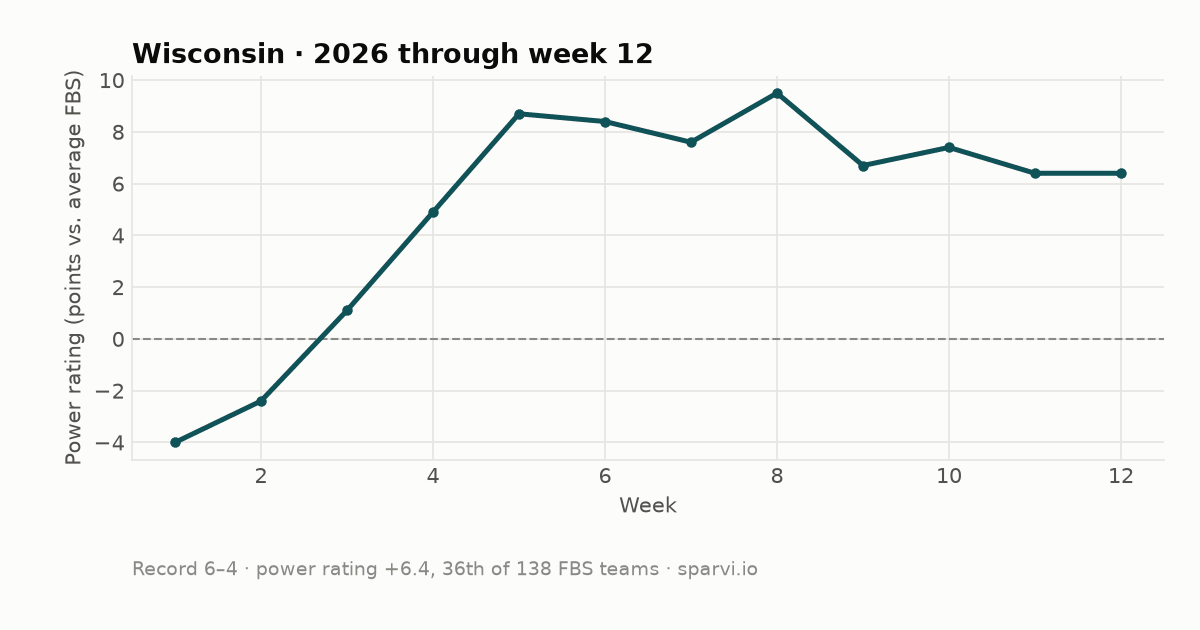 Wisconsin · 2026 through week 12
Power rating (points vs. average FBS)
10
8
6
4
2
0
−2
−4
2 4 6 8 10 12
Week
Record 6–4 · power rating +6.4, 36th of 138 FBS teams · sparvi.io